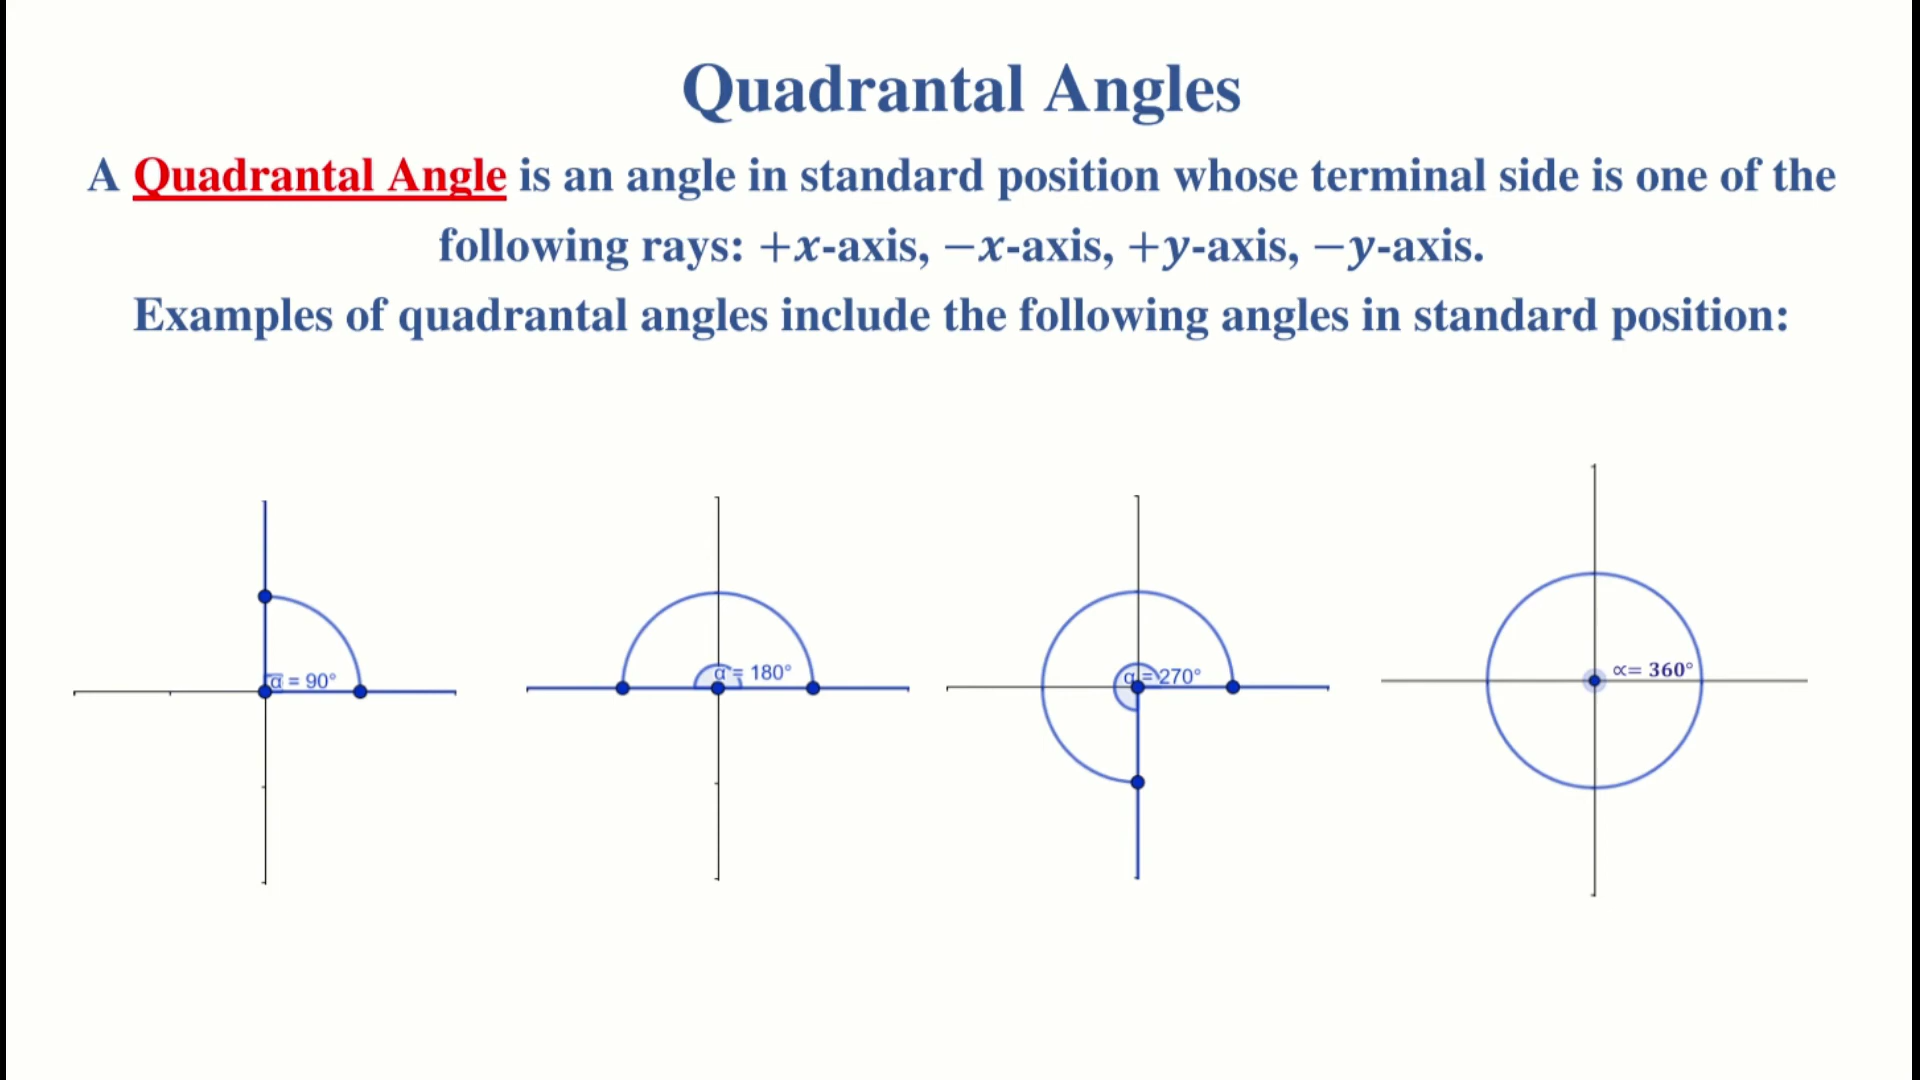 Quadrantal Angles
A Quadrantal Angle is an angle in standard position whose terminal side is one of the
following rays: +x-axis, −x-axis, +y-axis, −y-axis.
Examples of quadrantal angles include the following angles in standard position:
α = 90°
α = 180°
α = 270°
∝= 360°